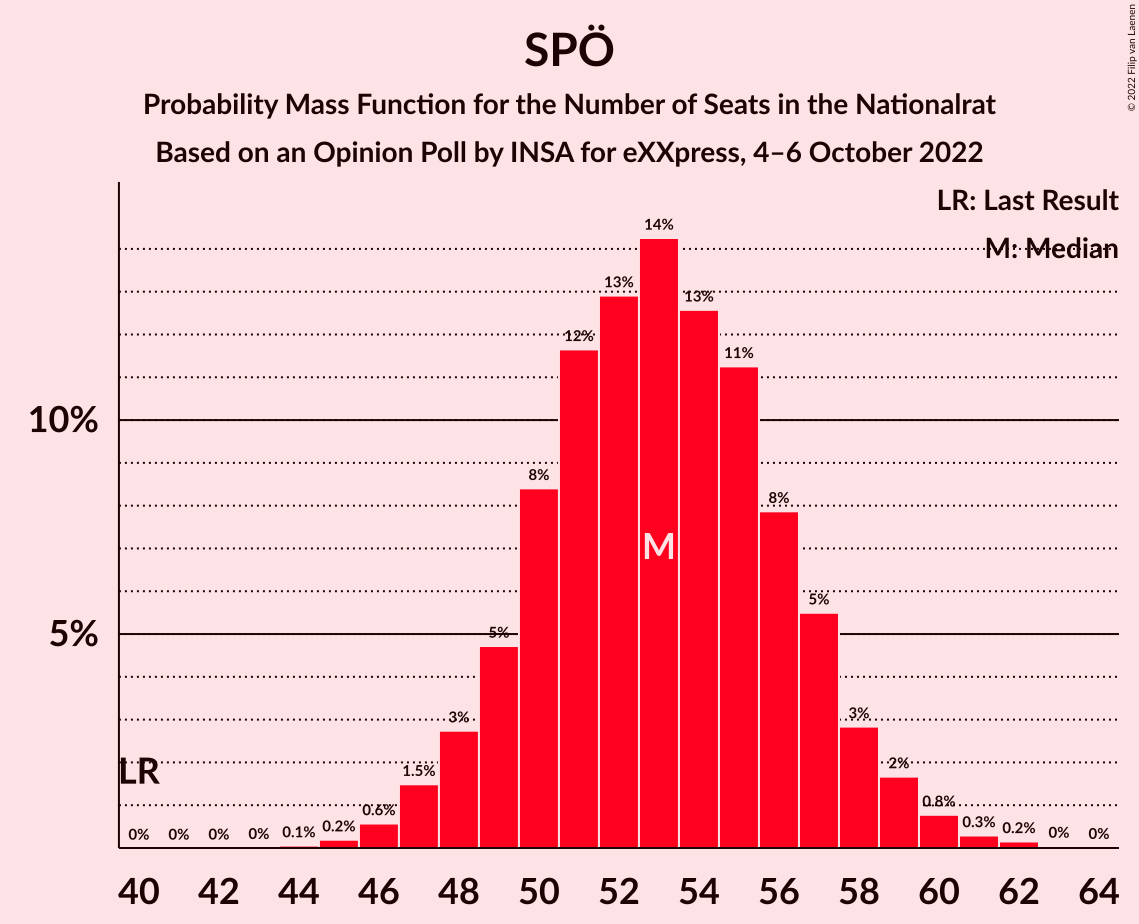 SPÖ
Probability Mass Function for the Number of Seats in the Nationalrat
Based on an Opinion Poll by INSA for eXXpress, 4–6 October 2022
© 2022 Filip van Laenen
LR: Last Result
M: Median
10%
5%
LR
M
0% 0% 0% 0% 0.1% 0.2% 0.6% 1.5% 3% 5% 8% 12% 13% 14% 13% 11% 8% 5% 3% 2% 0.8% 0.3% 0.2% 0% 0%
40 42 44 46 48 50 52 54 56 58 60 62 64